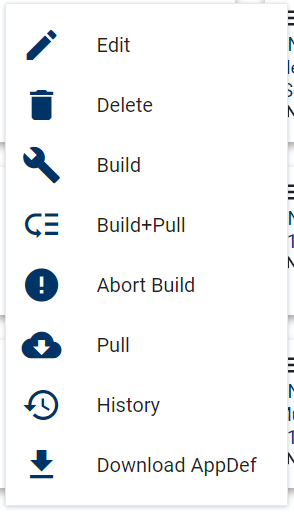 Edit
Delete
Build
Build+Pull
Abort Build
Pull
History
Download AppDef